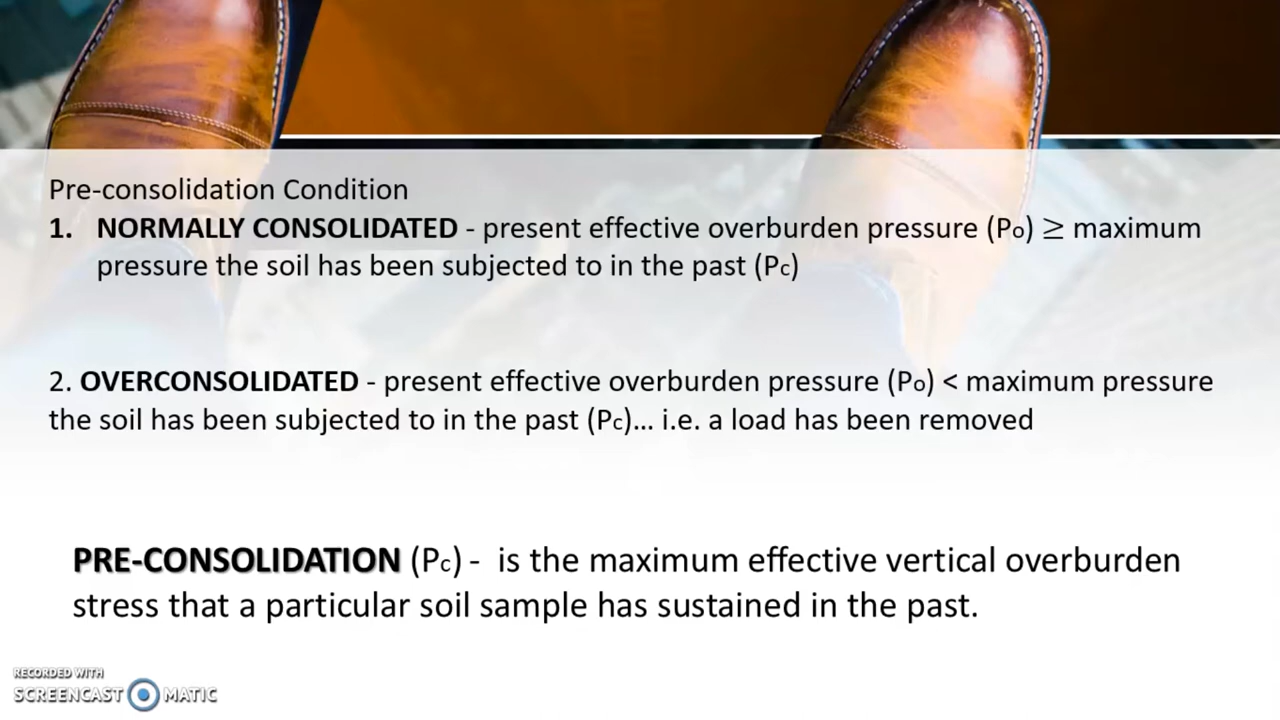 Pre-consolidation Condition
1. NORMALLY CONSOLIDATED - present effective overburden pressure (Po) ≥ maximum
pressure the soil has been subjected to in the past (Pc)
2. OVERCONSOLIDATED - present effective overburden pressure (Po) < maximum pressure
the soil has been subjected to in the past (Pc)... i.e. a load has been removed
PRE-CONSOLIDATION (Pc) - is the maximum effective vertical overburden
stress that a particular soil sample has sustained in the past.
RECORDED WITH
SCREENCAST MATIC